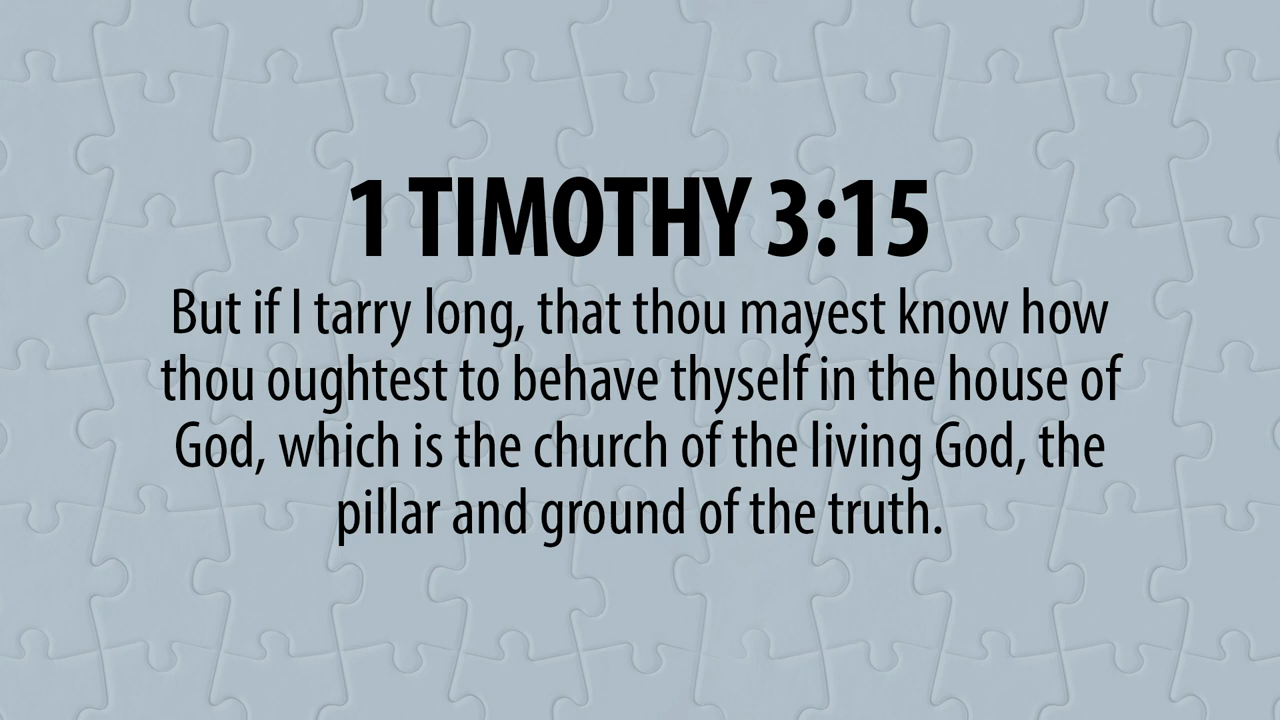 1 TIMOTHY 3:15
But if I tarry long, that thou mayest know how
thou oughtest to behave thyself in the house of
God, which is the church of the living God, the
pillar and ground of the truth.